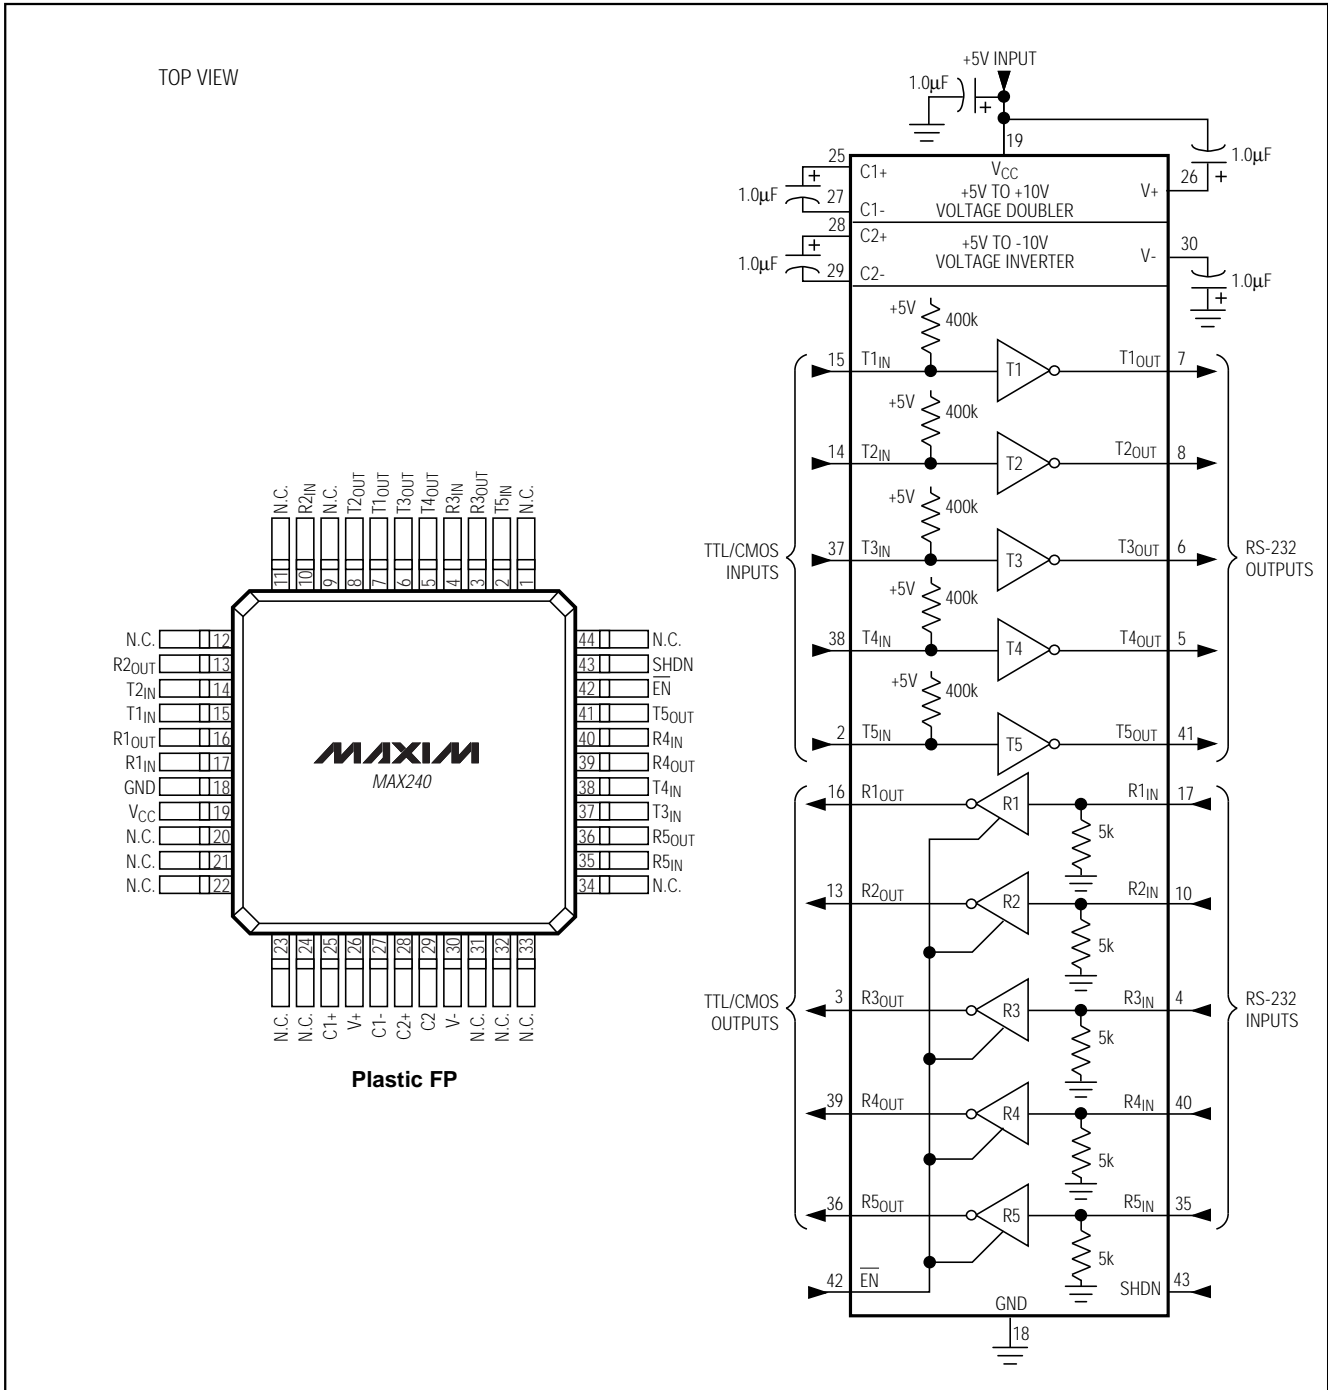 TOP VIEW
N.C.
R2IN
N.C.
T2OUT
T1OUT
T3OUT
T4OUT
R3IN
R3OUT
T5IN
N.C.
11
10
9
8
7
6
5
4
3
2
1
N.C. 12
R2OUT 13
T2IN 14
T1IN 15
R1OUT 16
R1IN 17
GND 18
VCC 19
N.C. 20
N.C. 21
N.C. 22
44 N.C.
43 SHDN
42 EN
41 T5OUT
40 R4IN
39 R4OUT
38 T4IN
37 T3IN
36 R5OUT
35 R5IN
34 N.C.
MAXIM
MAX240
23
24
25
26
27
28
29
30
31
32
33
N.C.
N.C.
C1+
V+
C1-
C2+
C2
V-
N.C.
N.C.
N.C.
Plastic FP
+5V INPUT
1.0µF
+
19
25
C1+
VCC
+5V TO +10V
VOLTAGE DOUBLER
V+
26
1.0µF
+
1.0µF
+
27
C1-
28
C2+
+5V TO -10V
VOLTAGE INVERTER
V-
30
1.0µF
+
1.0µF
+
29
C2-
+5V
400k
15 T1IN T1 T1OUT 7
+5V
400k
14 T2IN T2 T2OUT 8
+5V
400k
TTL/CMOS
INPUTS
37 T3IN T3 T3OUT 6
RS-232
OUTPUTS
+5V
400k
38 T4IN T4 T4OUT 5
+5V
400k
2 T5IN T5 T5OUT 41
16 R1OUT R1 R1IN 17
5k
13 R2OUT R2 R2IN 10
5k
TTL/CMOS
OUTPUTS
3 R3OUT R3 R3IN 4
RS-232
INPUTS
5k
39 R4OUT R4 R4IN 40
5k
36 R5OUT R5 R5IN 35
5k
42 EN
SHDN 43
GND
18